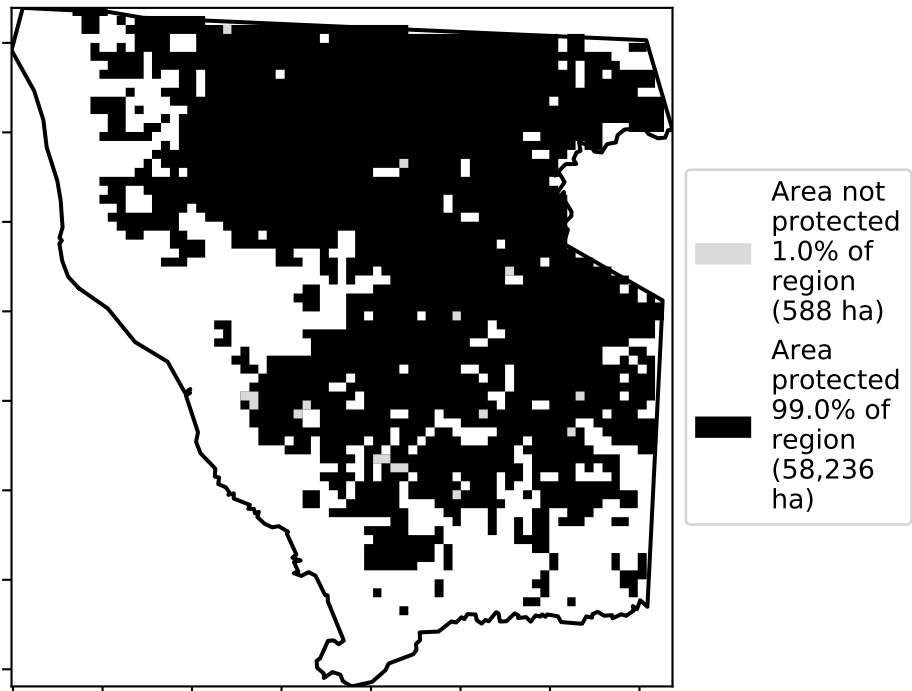 Area not
protected
1.0% of
region
(588 ha)
Area
protected
99.0% of
region
(58,236
ha)